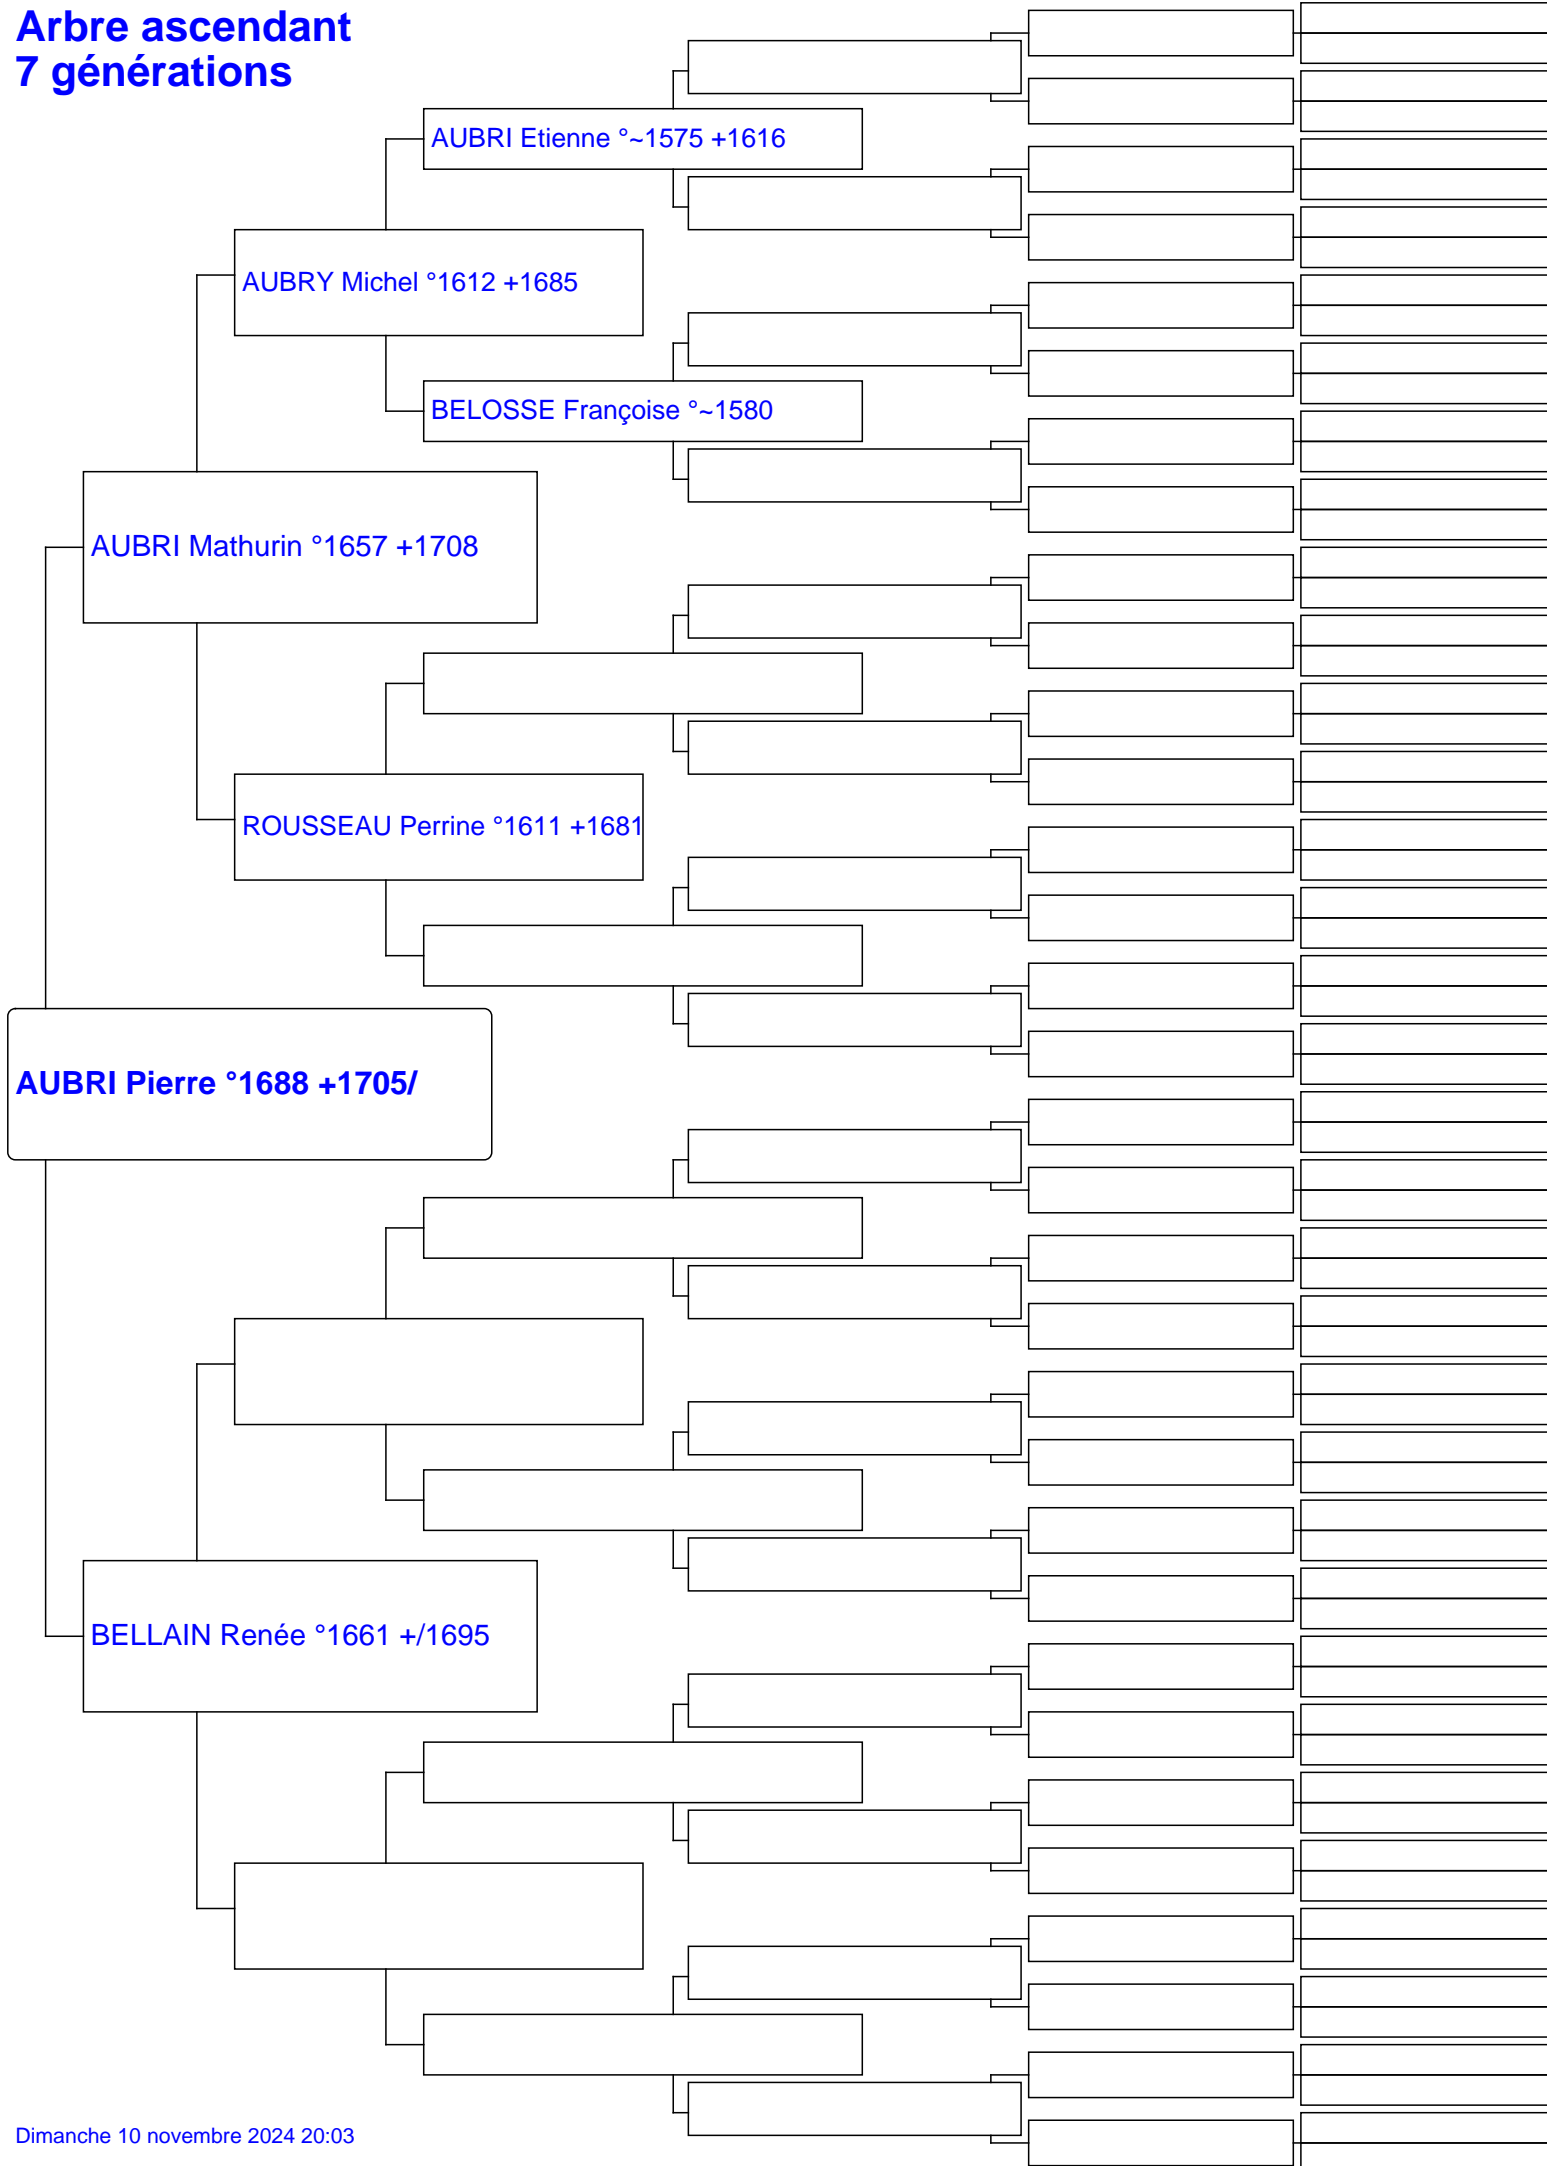 Arbre ascendant
7 générations
AUBRI Etienne °~1575 +1616
AUBRY Michel °1612 +1685
BELOSSE Françoise °~1580
AUBRI Mathurin °1657 +1708
ROUSSEAU Perrine °1611 +1681
AUBRI Pierre °1688 +1705/
BELLAIN Renée °1661 +/1695
Dimanche 10 novembre 2024 20:03